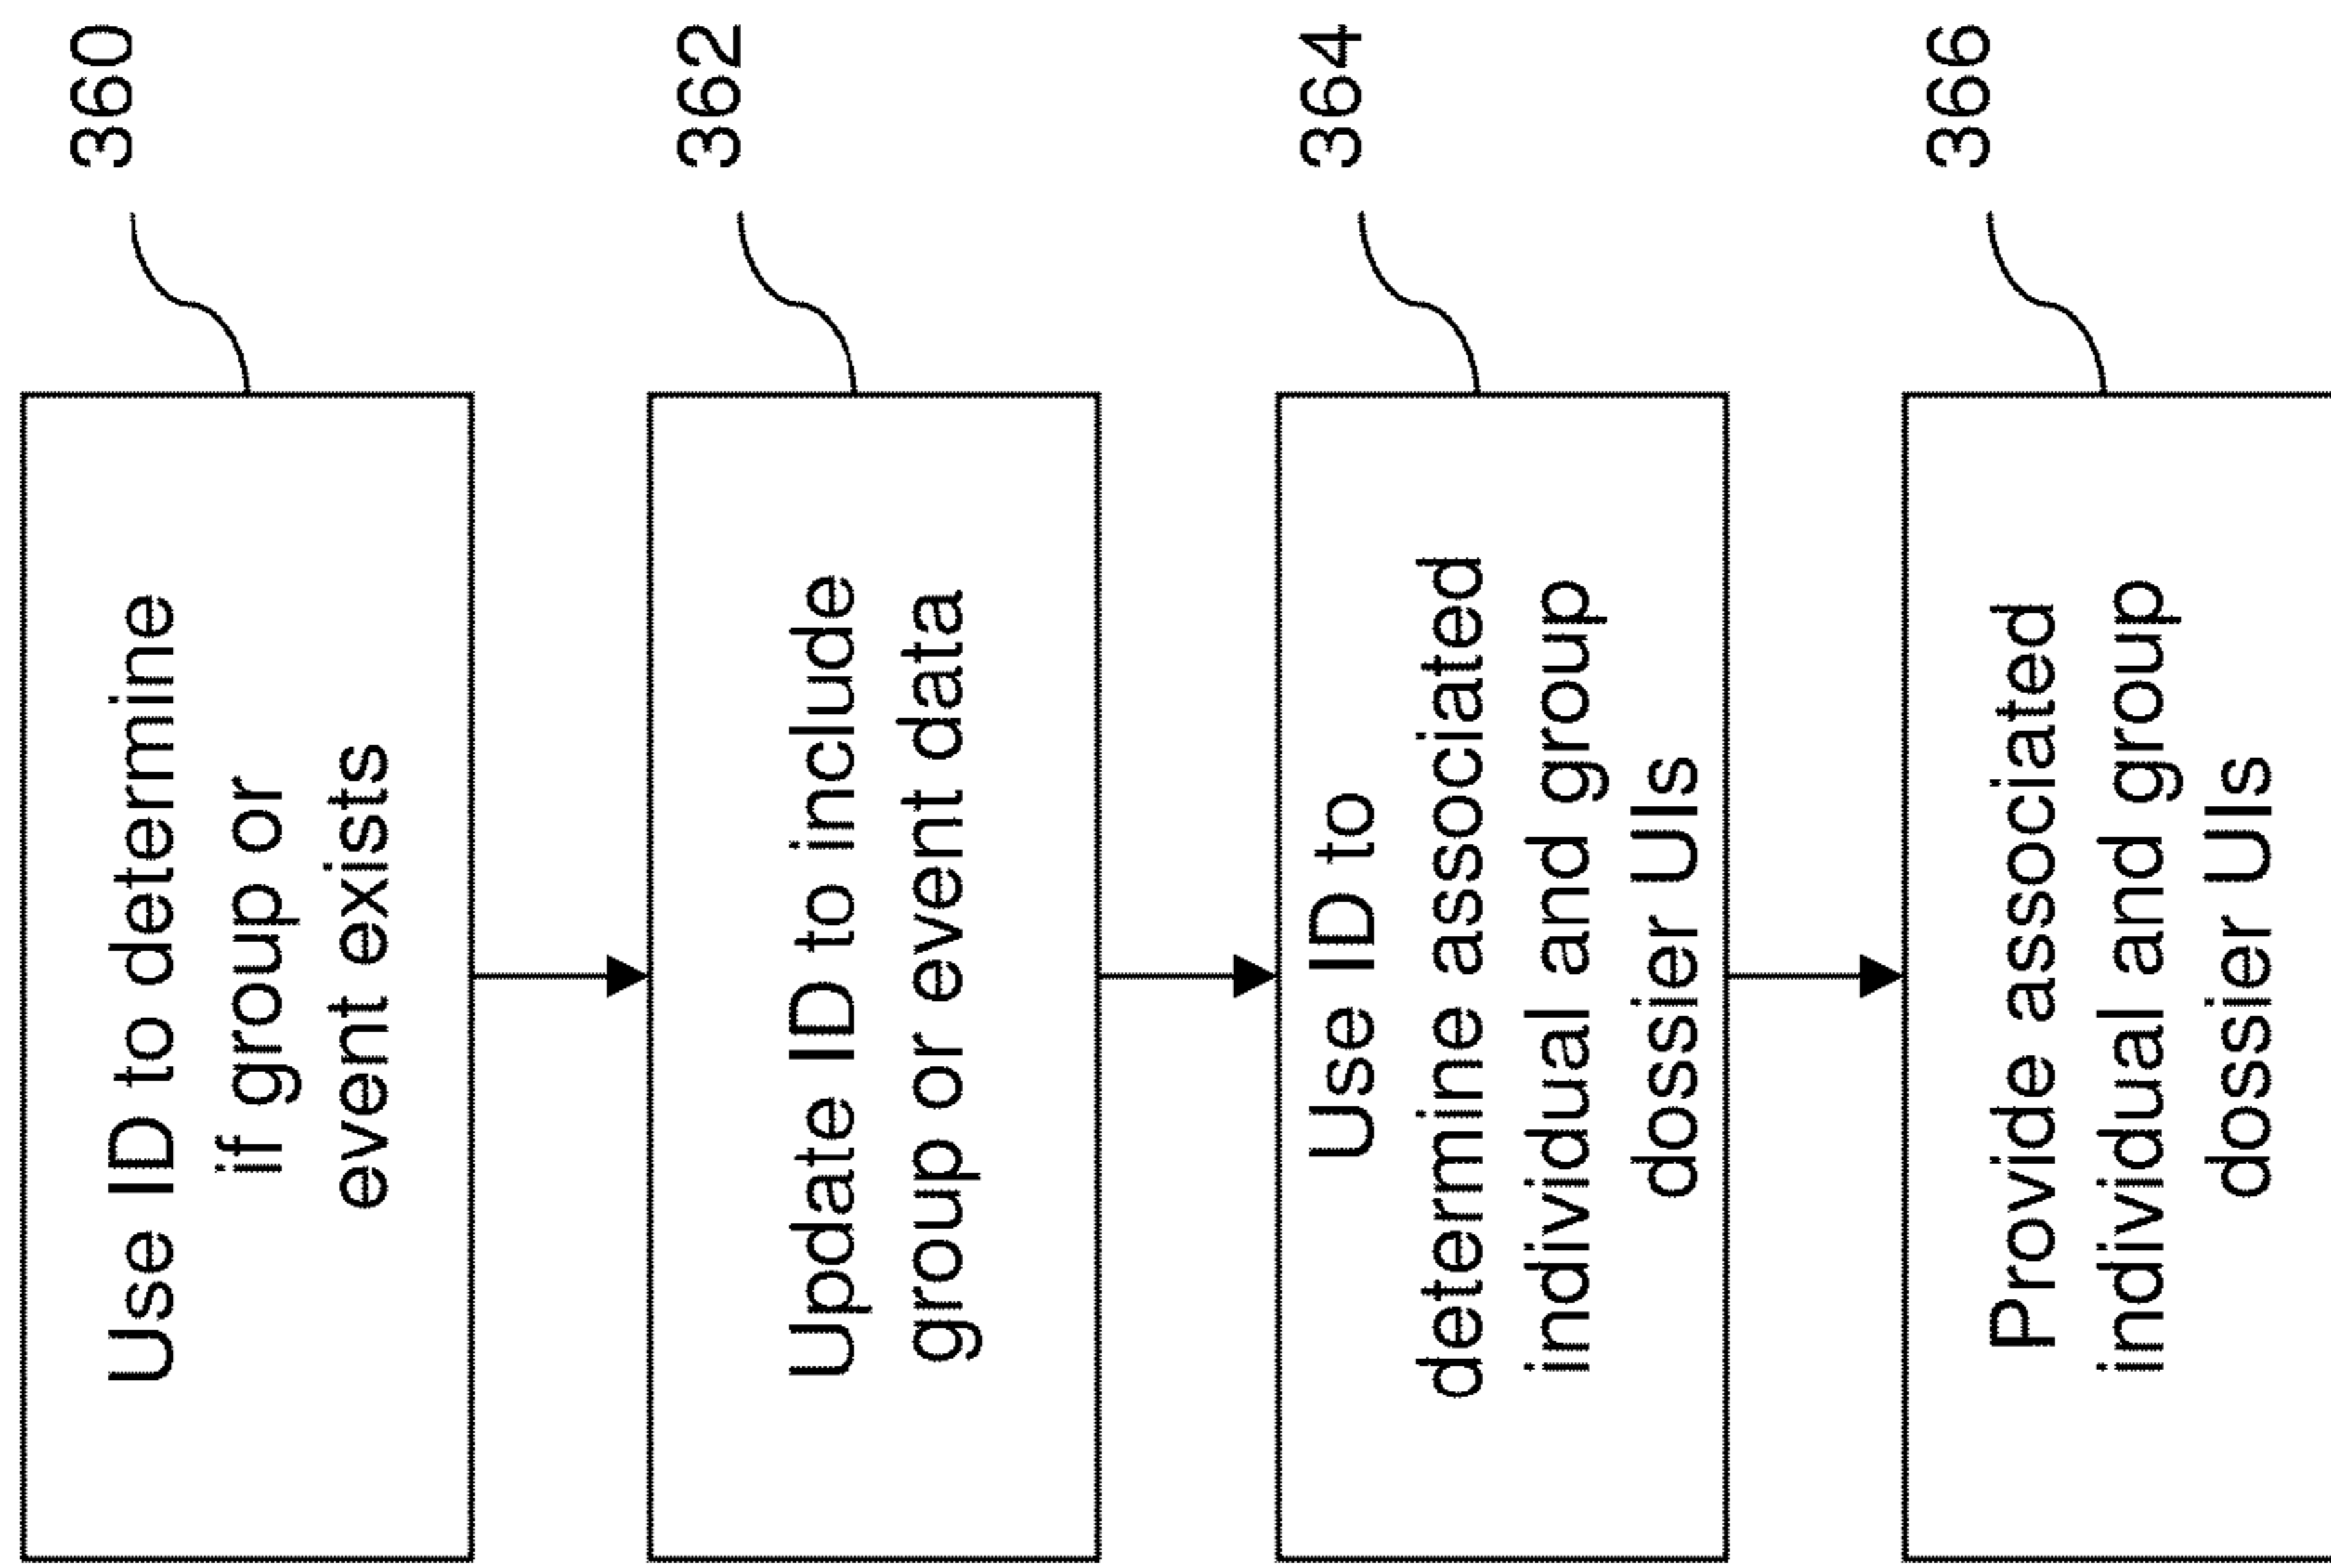 360
Use ID to determine
if group or
event exists
362
Update ID to include
group or event data
364
Use ID to
determine associated
individual and group
dossier UIs
366
Provide associated
individual and group
dossier UIs